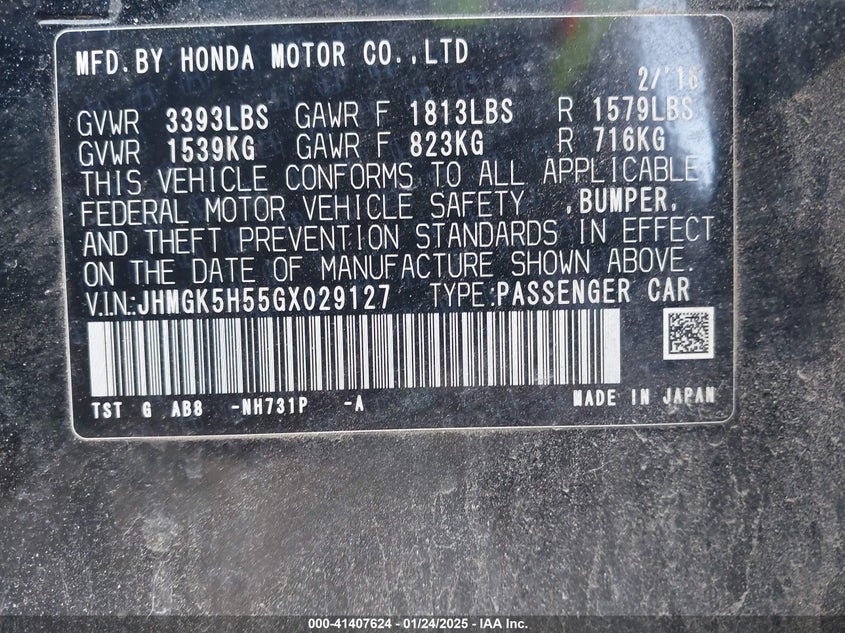 MFD. BY HONDA MOTOR CO., LTD
2/'16
GVWR 3393LBS GAWR F 1813LBS R 1579LBS
GVWR 1539KG GAWR F 823KG R 716KG
THIS VEHICLE CONFORMS TO ALL APPLICABLE
FEDERAL MOTOR VEHICLE SAFETY ,BUMPER,
AND THEFT PREVENTION STANDARDS IN EFFECT
ON THE DATE OF MANUFACTURE SHOWN ABOVE.
V.I.N.:JHMGK5H55GX029127 TYPE:PASSENGER CAR
TST G AB8 -NH731P -A MADE IN JAPAN
000-41407624 - 01/24/2025 - IAA Inc.